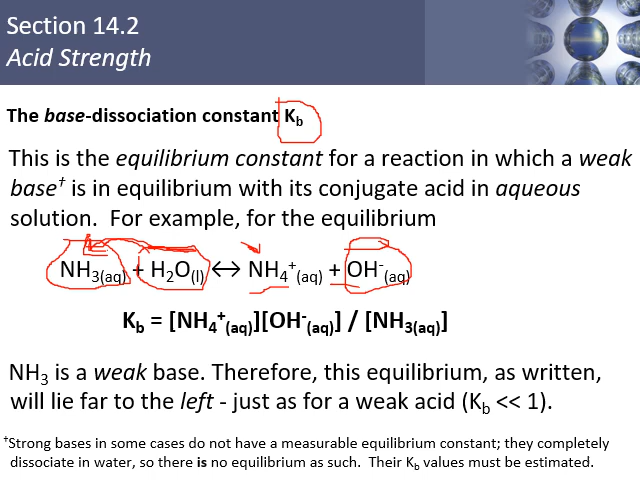 Section 14.2
Acid Strength
The base-dissociation constant Kb
This is the equilibrium constant for a reaction in which a weak
base† is in equilibrium with its conjugate acid in aqueous
solution. For example, for the equilibrium
NH3(aq) + H2O(l) ↔ NH4+(aq) + OH-(aq)
Kb = [NH4+(aq)][OH-(aq)] / [NH3(aq)]
NH3 is a weak base. Therefore, this equilibrium, as written,
will lie far to the left - just as for a weak acid (Kb << 1).
†Strong bases in some cases do not have a measurable equilibrium constant; they completely
dissociate in water, so there is no equilibrium as such. Their Kb values must be estimated.